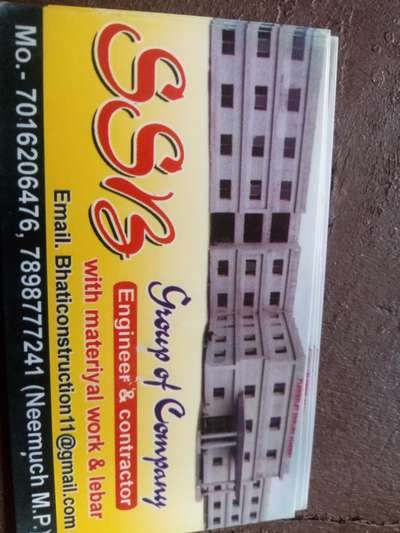 SSB
Group of Company
Engineer & contractor
with materiyal work & lebar
Email. Bhaticonstruction11@gmail.com
Mo.- 7016206476, 7898777241 (Neemuch M.P.)